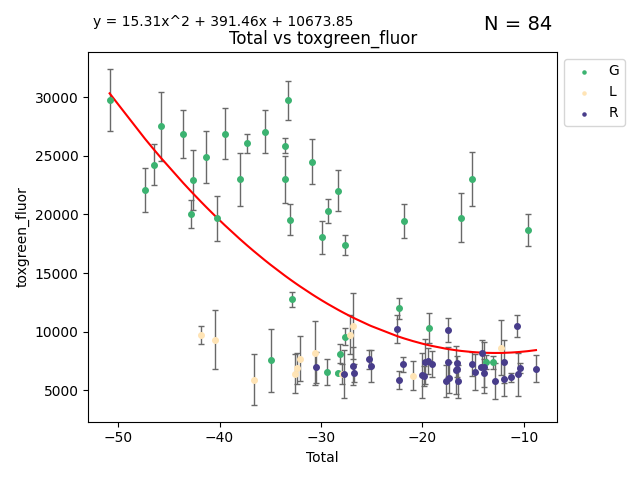 y = 15.31x^2 + 391.46x + 10673.85
N = 84
Total vs toxgreen_fluor
G
L
R
30000
25000
20000
15000
10000
5000
toxgreen_fluor
−50
−40
−30
−20
−10
Total